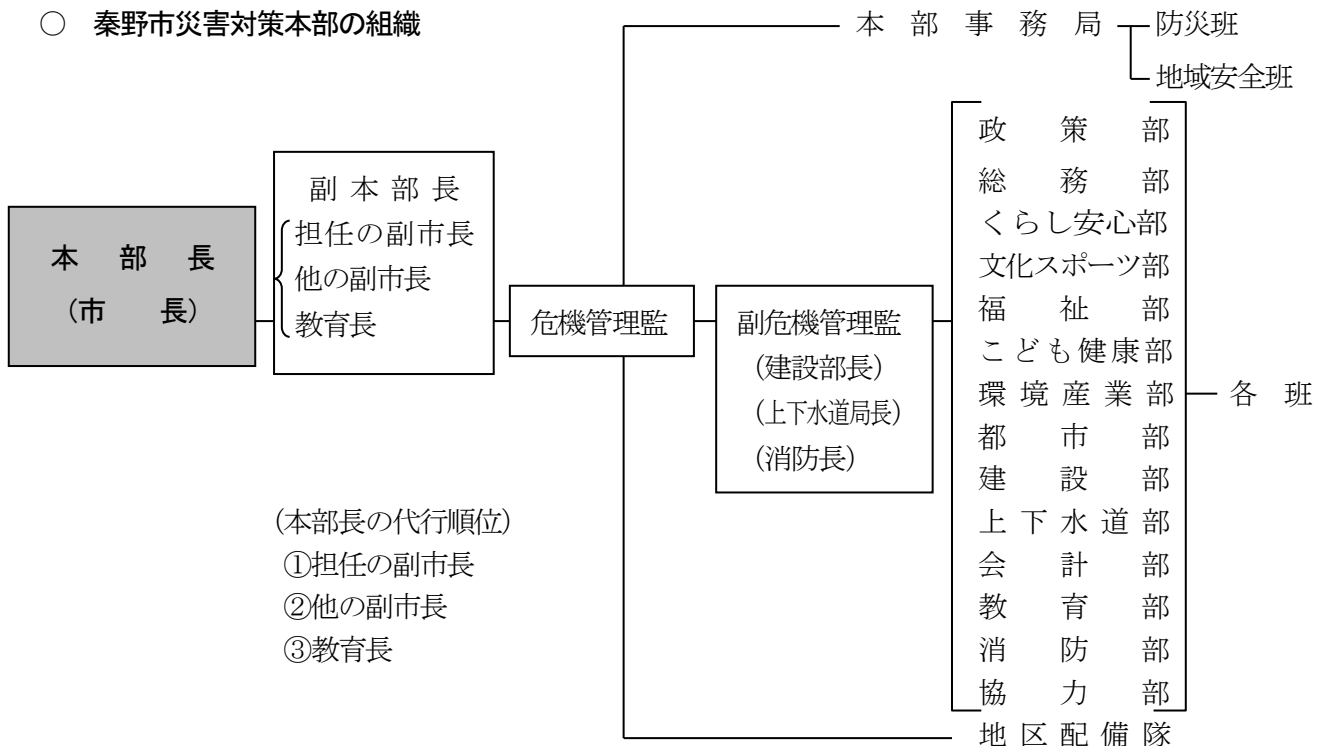 ○ 秦野市災害対策本部の組織
本部事務局
防災班
地域安全班
本部長
(市長)
副本部長
担任の副市長
他の副市長
教育長
危機管理監
副危機管理監
(建設部長)
(上下水道局長)
(消防長)
政策部
総務部
くらし安心部
文化スポーツ部
福祉部
こども健康部
環境産業部
都市部
建設部
上下水道部
会計部
教育部
消防部
協力部
各班
地区配備隊
(本部長の代行順位)
①担任の副市長
②他の副市長
③教育長